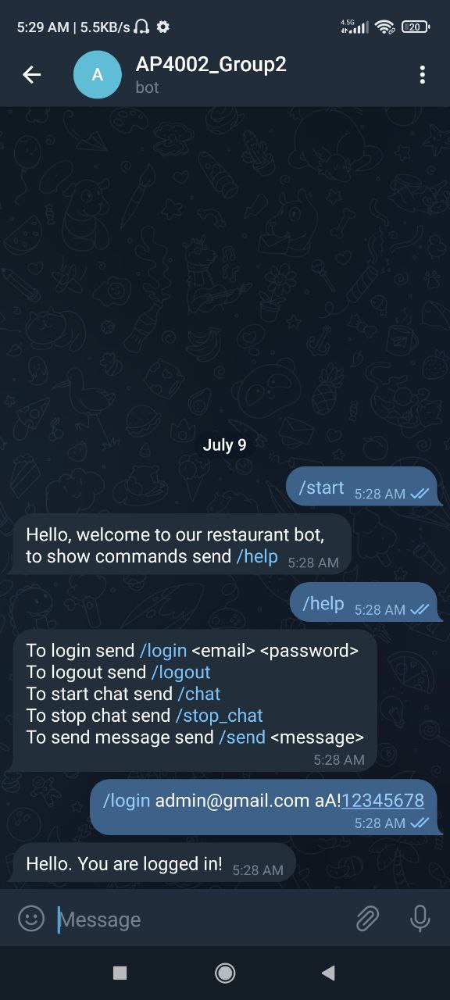 5:29 AM | 5.5KB/s
4.5G
20
A
AP4002_Group2
bot
July 9
/start 5:28 AM
Hello, welcome to our restaurant bot,
to show commands send /help 5:28 AM
/help 5:28 AM
To login send /login <email> <password>
To logout send /logout
To start chat send /chat
To stop chat send /stop_chat
To send message send /send <message>
5:28 AM
/login admin@gmail.com aA!12345678
5:28 AM
Hello. You are logged in! 5:28 AM
Message